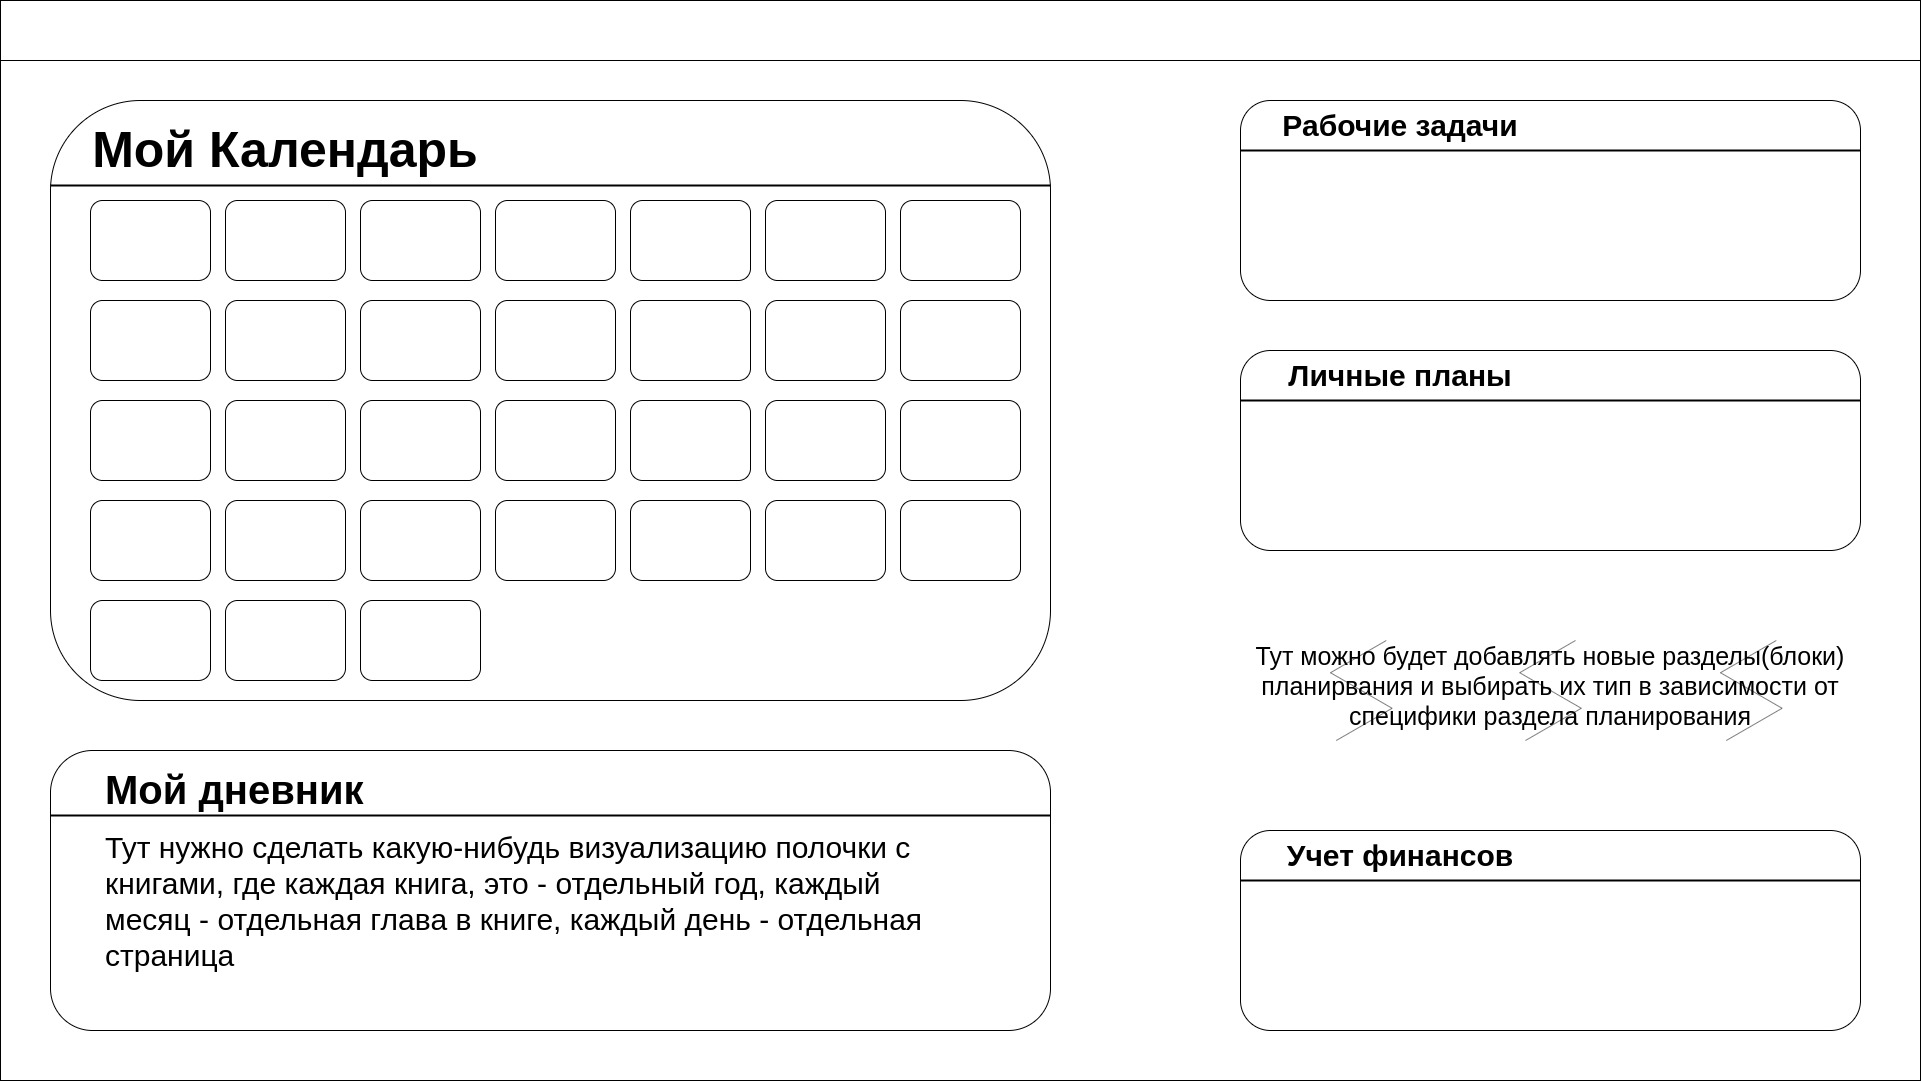 Мой Календарь
Мой дневник
Тут нужно сделать какую-нибудь визуализацию полочки с
книгами, где каждая книга, это - отдельный год, каждый
месяц - отдельная глава в книге, каждый день - отдельная
страница
Рабочие задачи
Личные планы
Тут можно будет добавлять новые разделы(блоки)
планирвания и выбирать их тип в зависимости от
специфики раздела планирования
Учет финансов